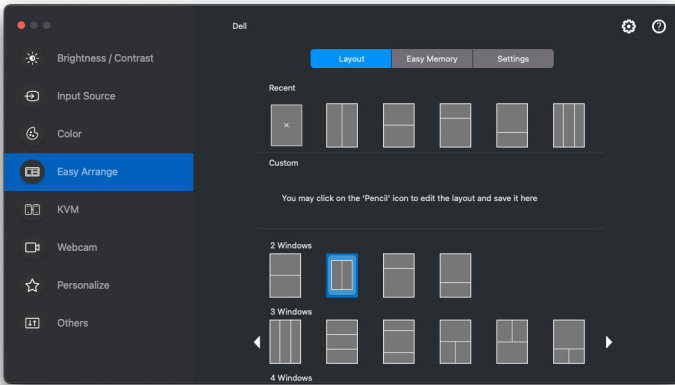 Dell
Brightness / Contrast
Input Source
Color
Easy Arrange
KVM
Webcam
Personalize
Others
Layout Easy Memory Settings
Recent
Custom
You may click on the 'Pencil' icon to edit the layout and save it here
2 Windows
3 Windows
4 Windows